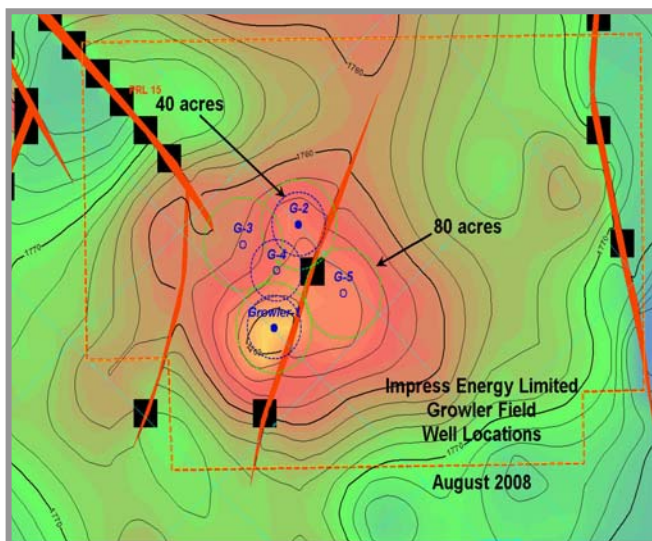 1760
PRL 15
40 acres
1760
G-2
G-3
80 acres
G-4
1770
1770
G-5
Growler-1
Impress Energy Limited
Growler Field
Well Locations
1770
August 2008
1770